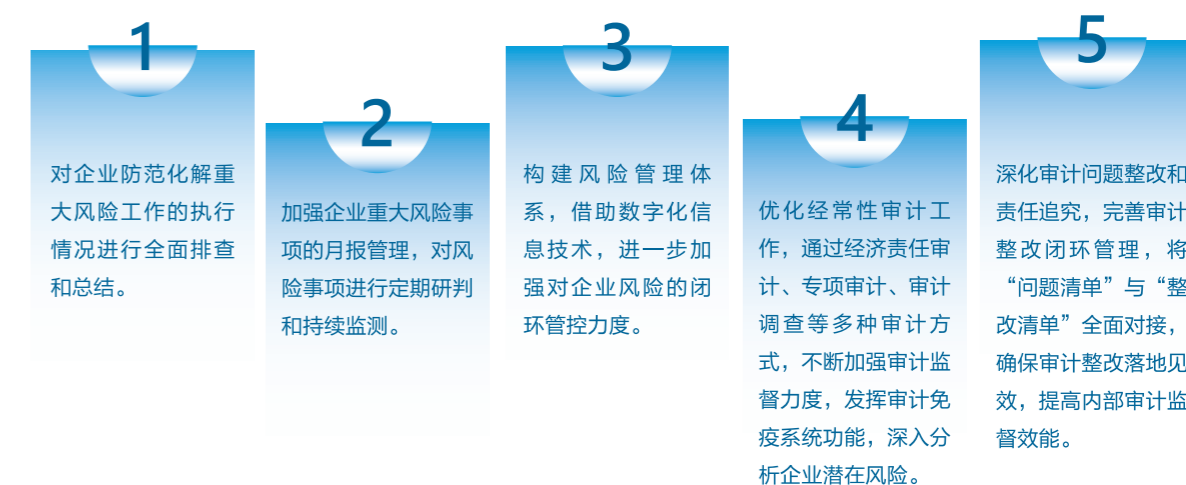 1
对企业防范化解重
大风险工作的执行
情况进行全面排查
和总结。
2
加强企业重大风险事
项的月报管理，对风
险事项进行定期研判
和持续监测。
3
构建风险管理体
系，借助数字化信
息技术，进一步加
强对企业风险的闭
环管控力度。
4
优化经常性审计工
作，通过经济责任审
计、专项审计、审计
调查等多种审计方
式，不断加强审计监
督力度，发挥审计免
疫系统功能，深入分
析企业潜在风险。
5
深化审计问题整改和
责任追究，完善审计
整改闭环管理，将
“问题清单”与“整
改清单”全面对接，
确保审计整改落地见
效，提高内部审计监
督效能。